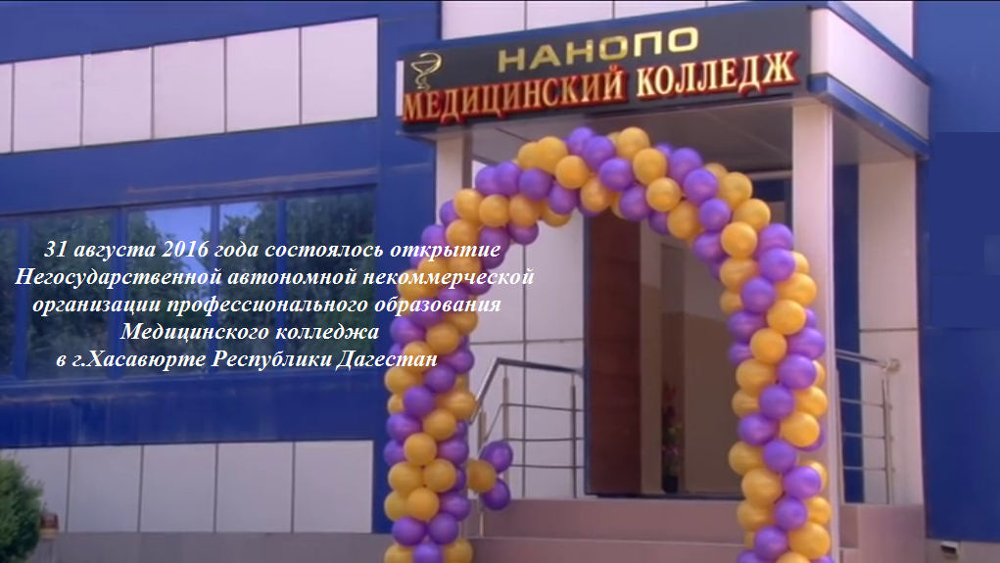 НАНОПО
МЕДИЦИНСКИЙ КОЛЛЕДЖ
31 августа 2016 года состоялось открытие
Негосударственной автономной некоммерческой
организации профессионального образования
Медицинского колледжа
в г.Хасавюрте Республики Дагестан